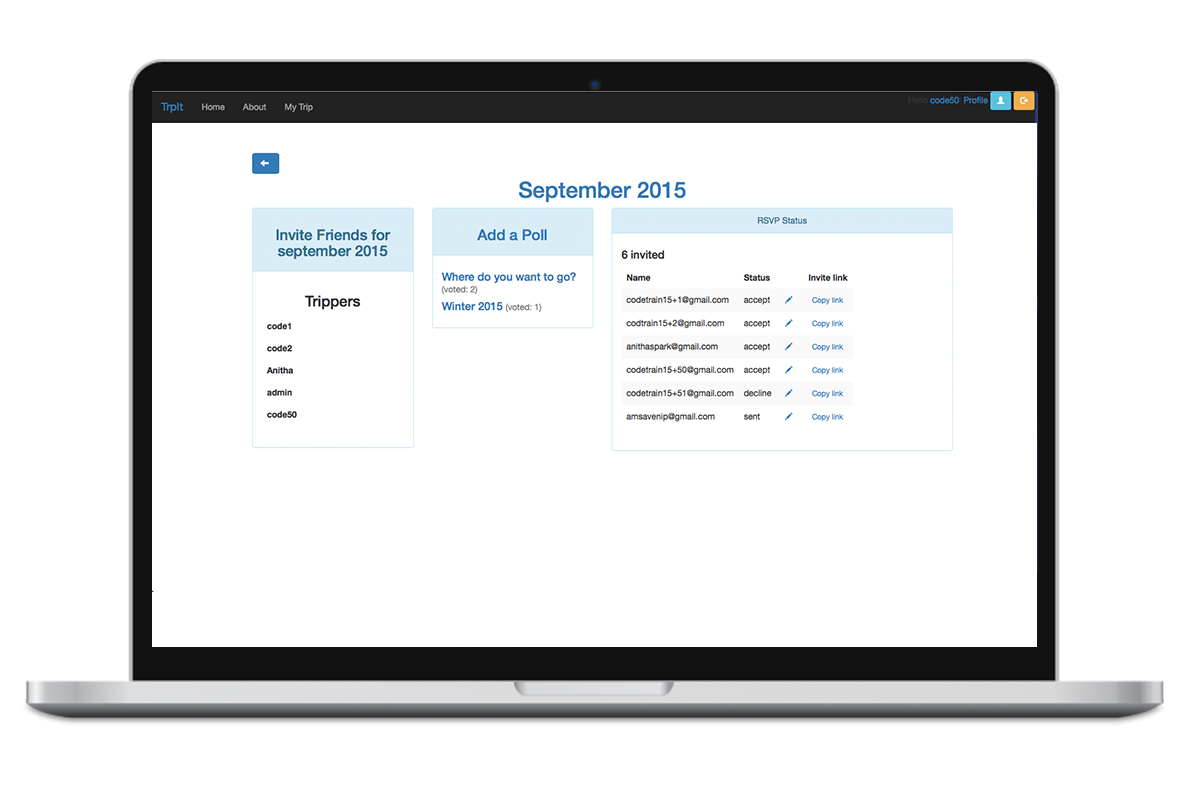 TrpIt Home About My Trip Hello code50 Profile
September 2015
Invite Friends for
september 2015
Trippers
code1
code2
Anitha
admin
code50
Add a Poll
Where do you want to go?
(voted: 2)
Winter 2015 (voted: 1)
RSVP Status
6 invited
Name Status Invite link
codetrain15+1@gmail.com accept Copy link
codtrain15+2@gmail.com accept Copy link
anithaspark@gmail.com accept Copy link
codetrain15+50@gmail.com accept Copy link
codetrain15+51@gmail.com decline Copy link
amsavenip@gmail.com sent Copy link